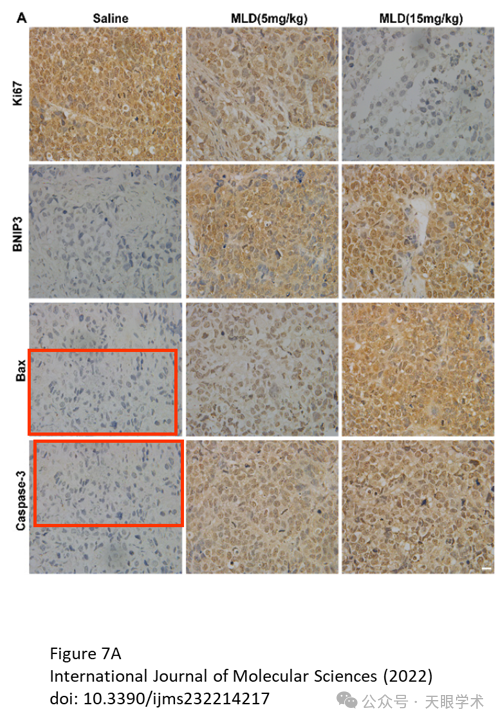 A
Saline
MLD(5mg/kg)
MLD(15mg/kg)
Ki67
BNIP3
Bax
Caspase-3
Figure 7A
International Journal of Molecular Sciences (2022)
doi: 10.3390/ijms232214217
公众号 · 天眼学术